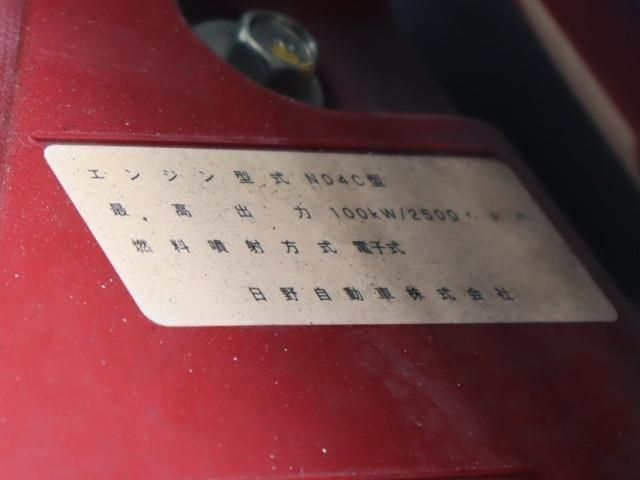 エンジン型式 N04C型
最高出力 100kW/2500
燃料噴射方式 電子式
日野自動車株式会社